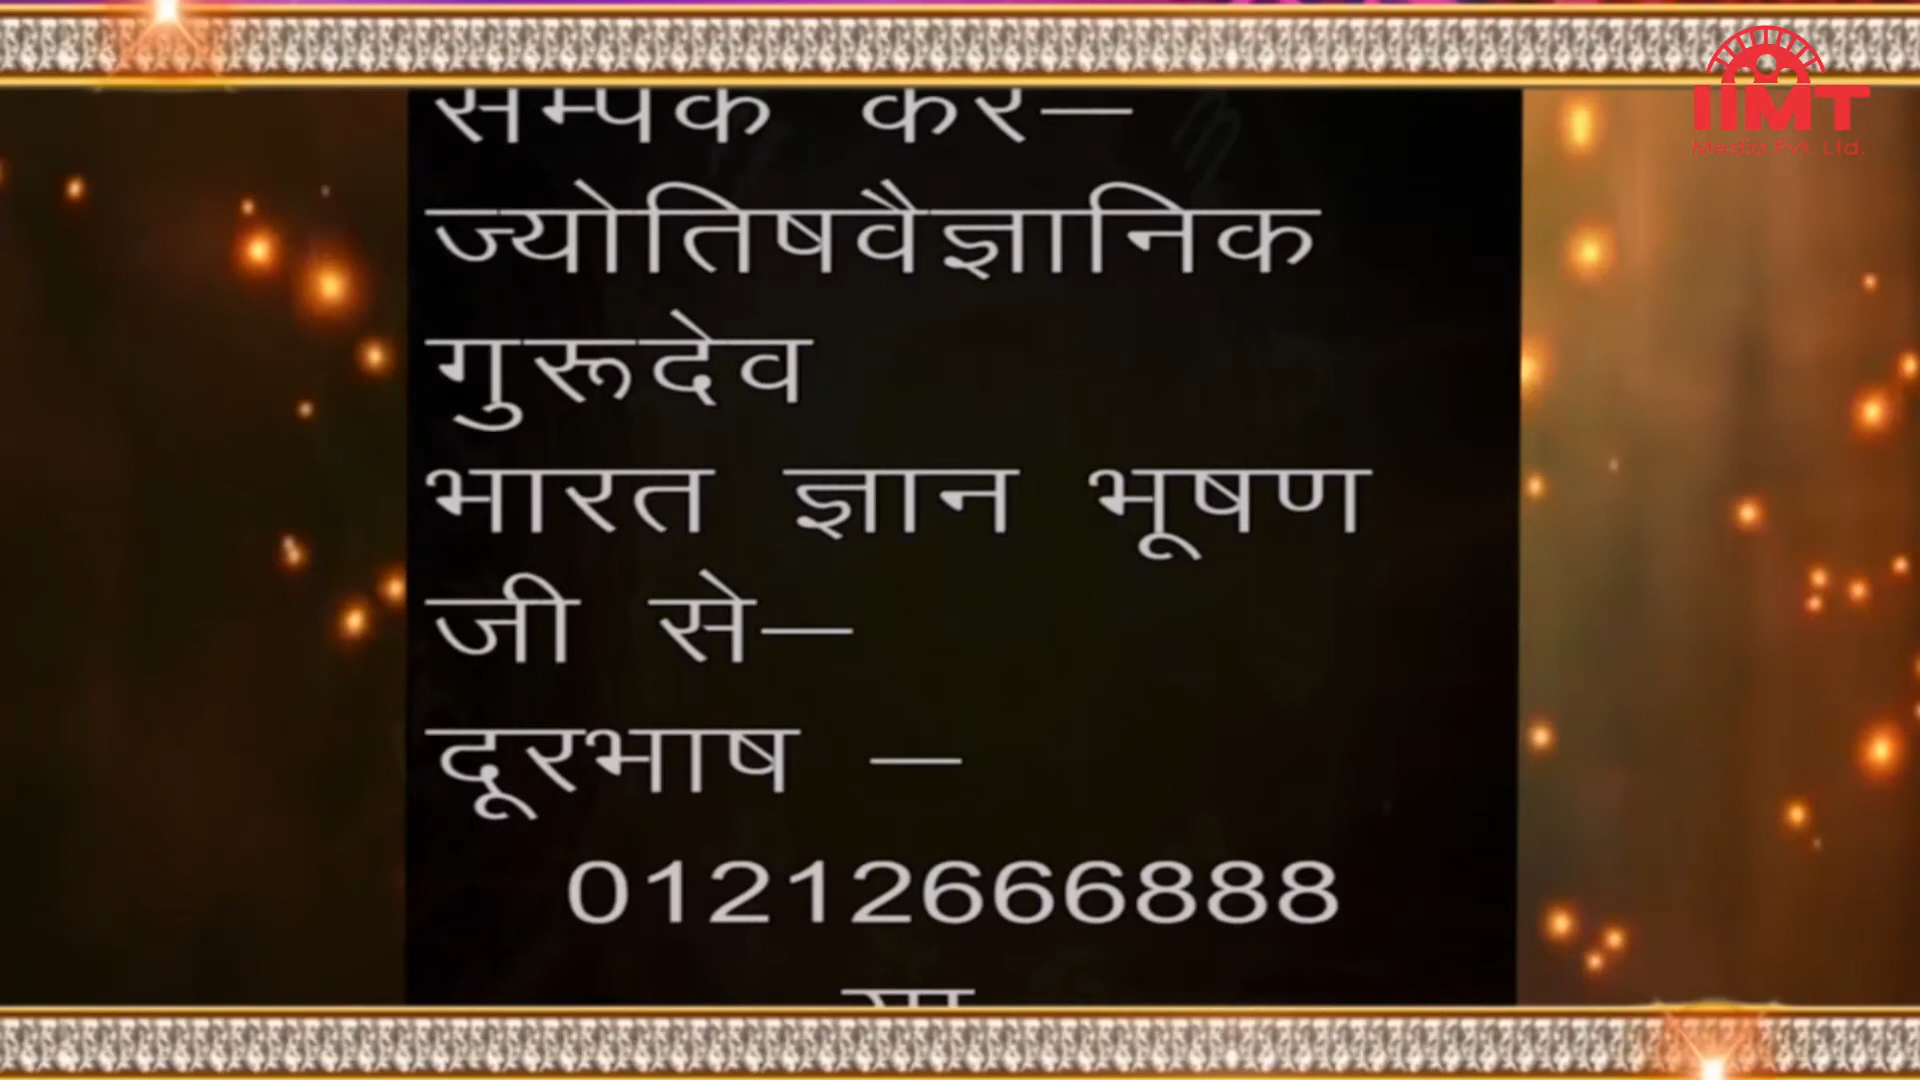 IIMT
Media Pvt. Ltd.
सम्पर्क करें—
ज्योतिषवैज्ञानिक
गुरूदेव
भारत ज्ञान भूषण
जी से—
दूरभाष —
01212666888